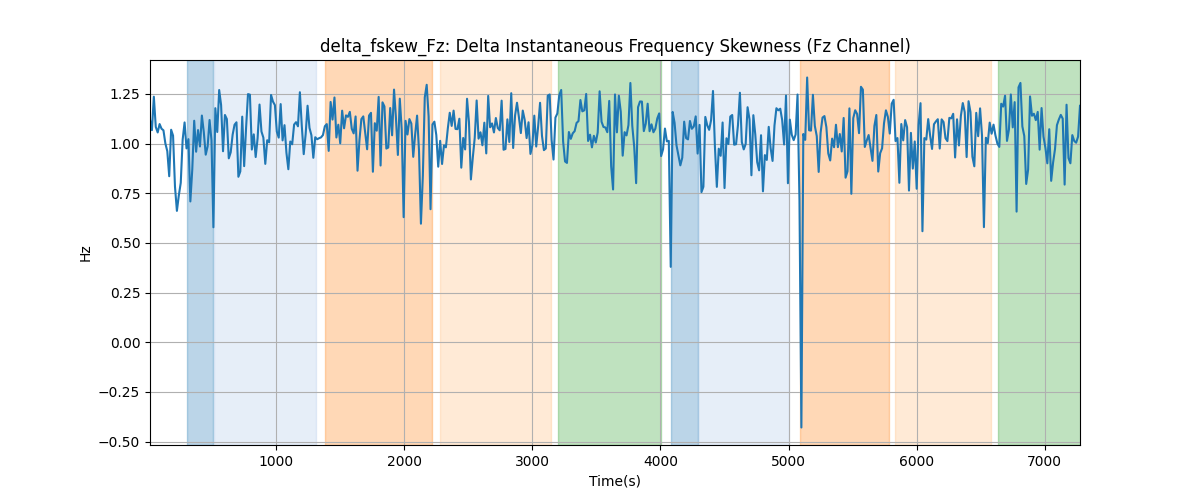 delta_fskew_Fz: Delta Instantaneous Frequency Skewness (Fz Channel)
1.25
1.00
0.75
0.50
0.25
0.00
−0.25
−0.50
Hz
1000 2000 3000 4000 5000 6000 7000
Time(s)